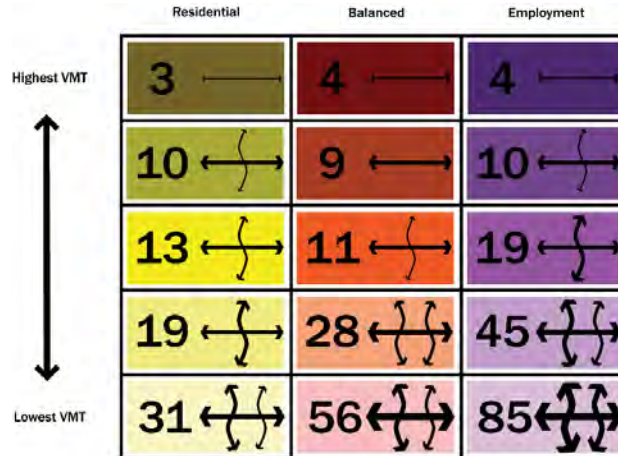 Residential Balanced Employment
Highest VMT 3 4 4
10 9 10
13 11 19
19 28 45
Lowest VMT 31 56 85